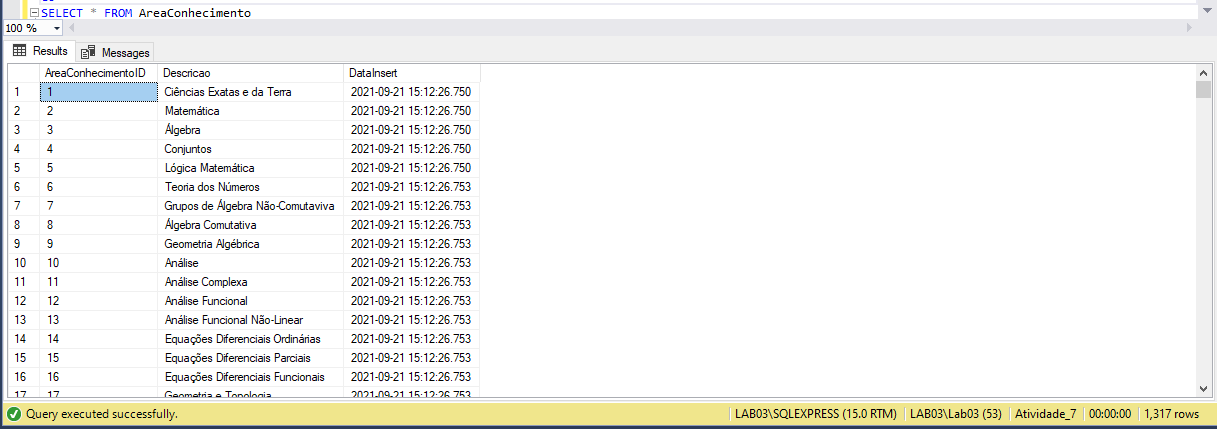 SELECT * FROM AreaConhecimento
100 %
Results Messages
AreaConhecimentoID Descricao DataInsert
1 1 Ciências Exatas e da Terra 2021-09-21 15:12:26.750
2 2 Matemática 2021-09-21 15:12:26.750
3 3 Álgebra 2021-09-21 15:12:26.750
4 4 Conjuntos 2021-09-21 15:12:26.750
5 5 Lógica Matemática 2021-09-21 15:12:26.750
6 6 Teoria dos Números 2021-09-21 15:12:26.753
7 7 Grupos de Álgebra Não-Comutaviva 2021-09-21 15:12:26.753
8 8 Álgebra Comutativa 2021-09-21 15:12:26.753
9 9 Geometria Algébrica 2021-09-21 15:12:26.753
10 10 Análise 2021-09-21 15:12:26.753
11 11 Análise Complexa 2021-09-21 15:12:26.753
12 12 Análise Funcional 2021-09-21 15:12:26.753
13 13 Análise Funcional Não-Linear 2021-09-21 15:12:26.753
14 14 Equações Diferenciais Ordinárias 2021-09-21 15:12:26.753
15 15 Equações Diferenciais Parciais 2021-09-21 15:12:26.753
16 16 Equações Diferenciais Funcionais 2021-09-21 15:12:26.753
17 17 Geometria e Topologia 2021-09-21 15:12:26.753
Query executed successfully. LAB03\SQLEXPRESS (15.0 RTM) LAB03\Lab03 (53) Atividade_7 00:00:00 1,317 rows